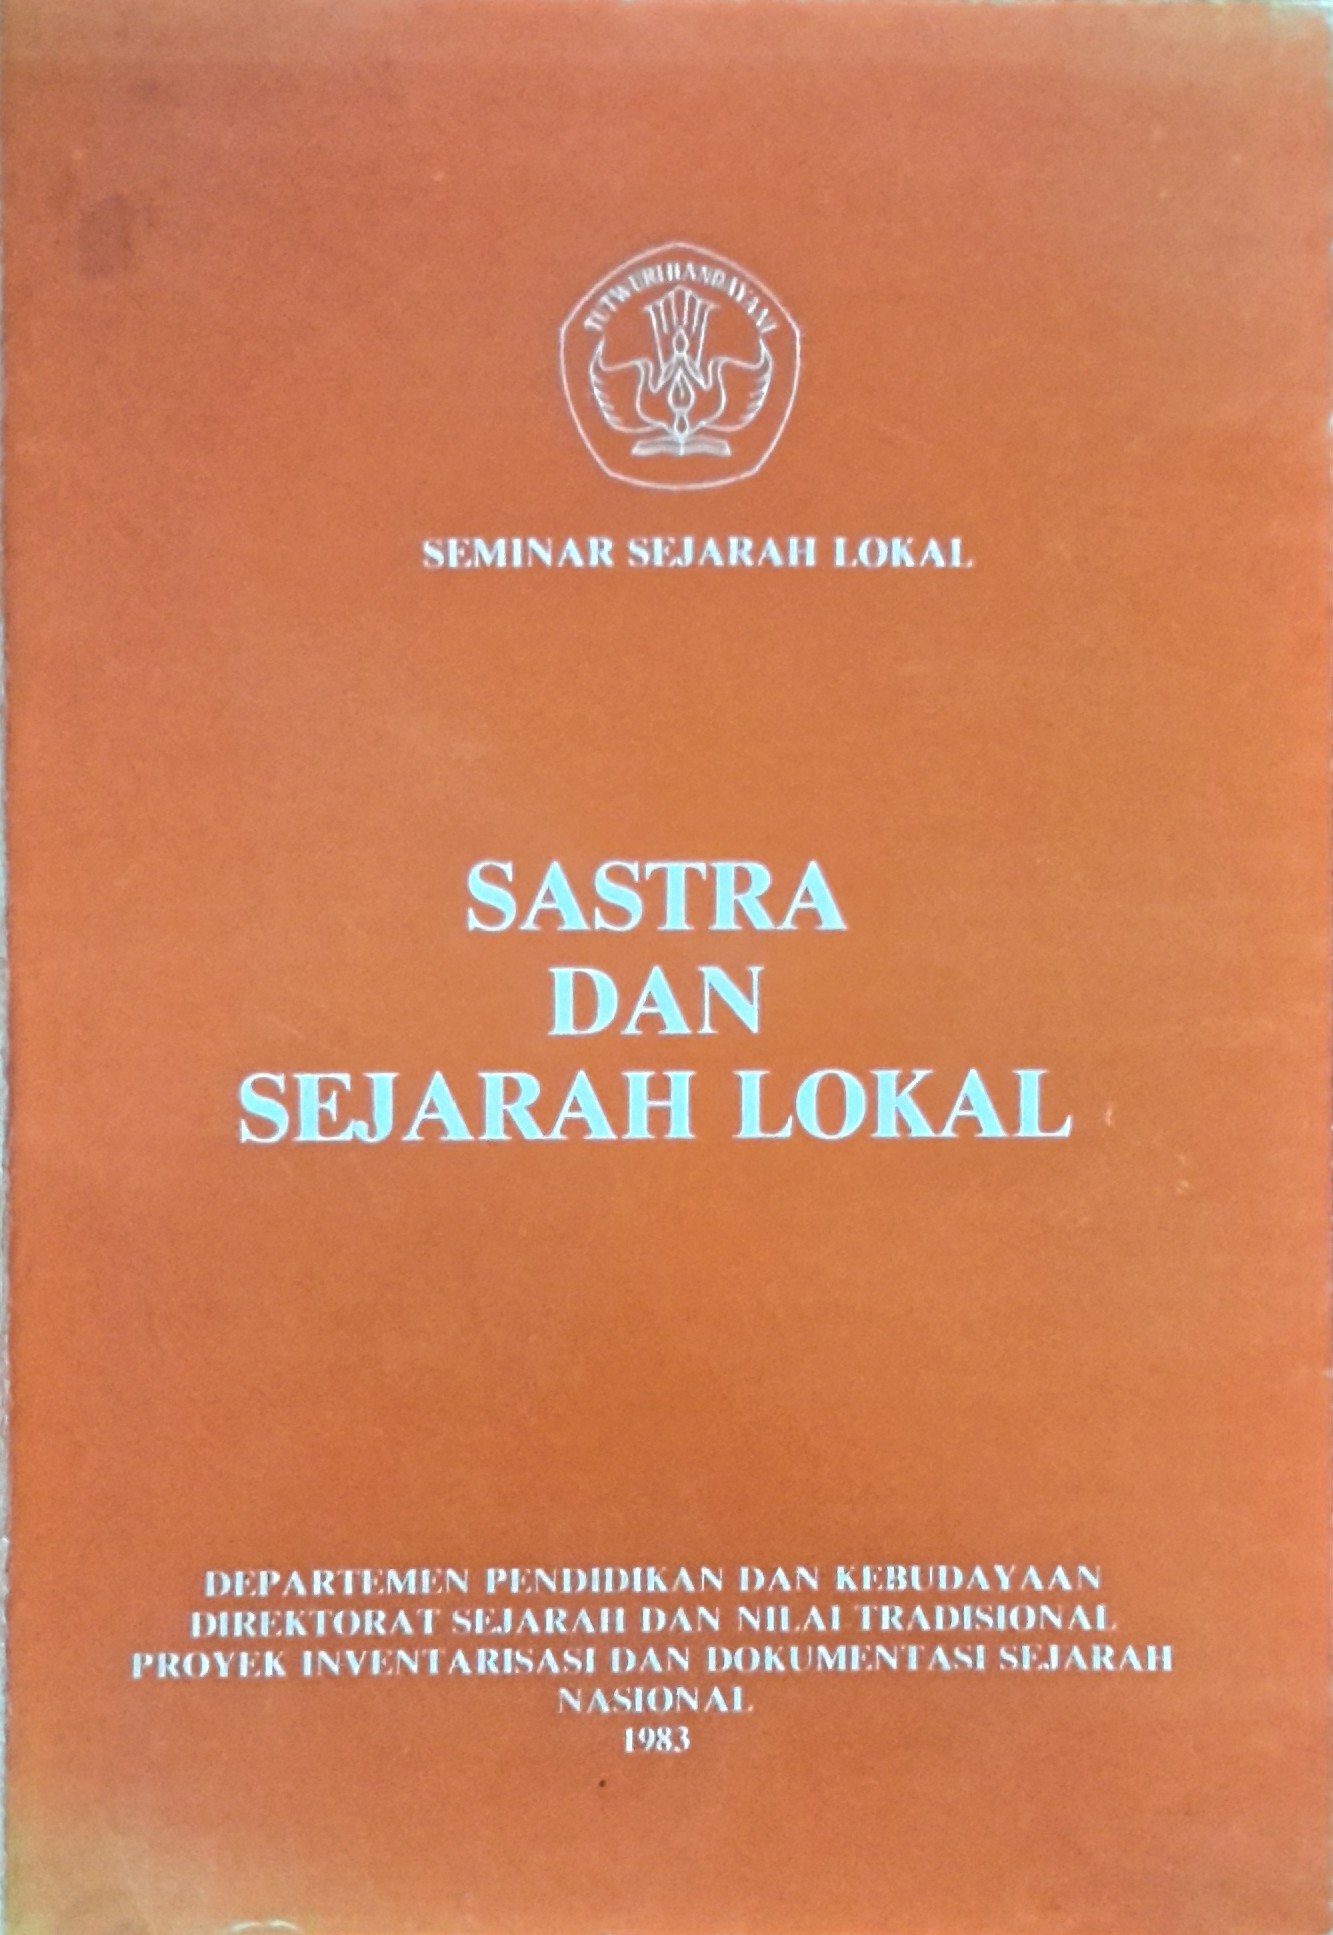 TUT WURI HANDAYANI
SEMINAR SEJARAH LOKAL
SASTRA
DAN
SEJARAH LOKAL
DEPARTEMEN PENDIDIKAN DAN KEBUDAYAAN
DIREKTORAT SEJARAH DAN NILAI TRADISIONAL
PROYEK INVENTARISASI DAN DOKUMENTASI SEJARAH
NASIONAL
1983